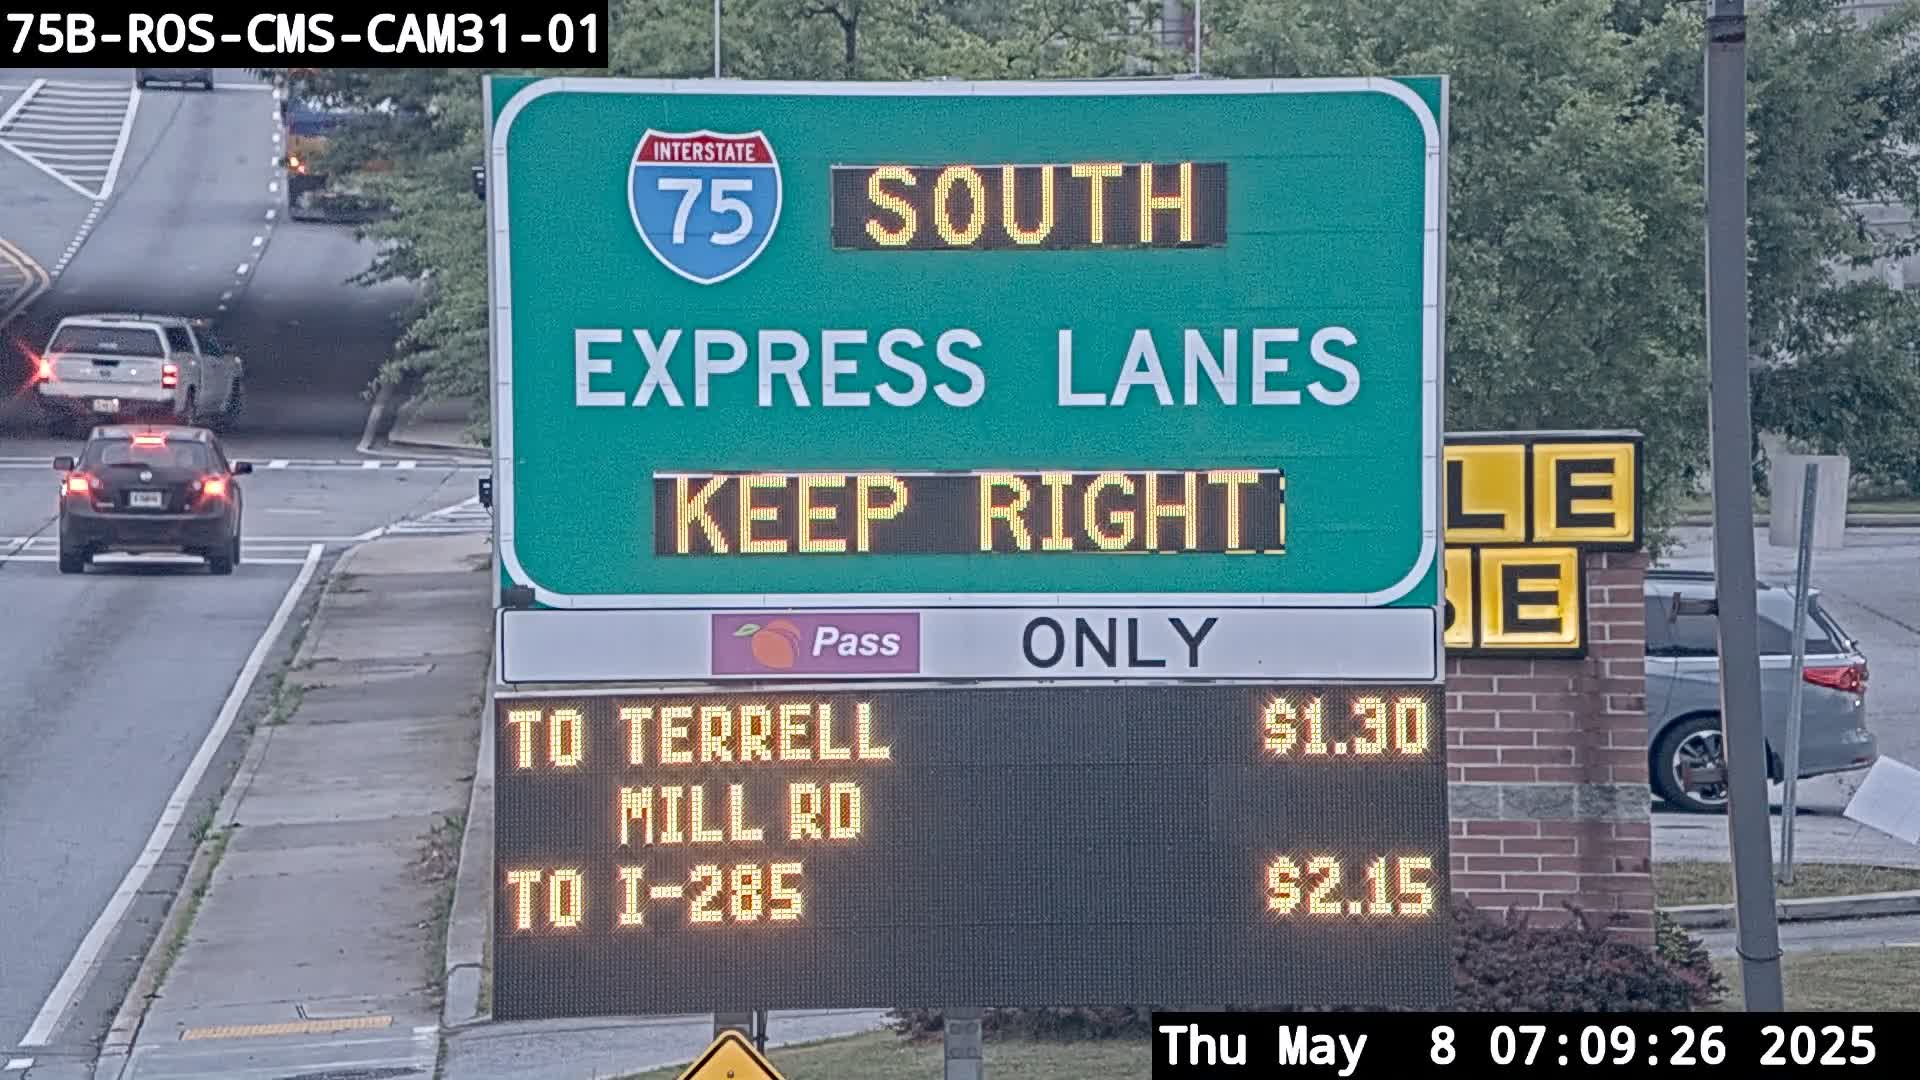 75B-ROS-CMS-CAM31-01
INTERSTATE
75
SOUTH
EXPRESS LANES
KEEP RIGHT
Pass ONLY
TO TERRELL $1.30
MILL RD
TO I-285 $2.15
LE
E
Thu May 8 07:09:26 2025